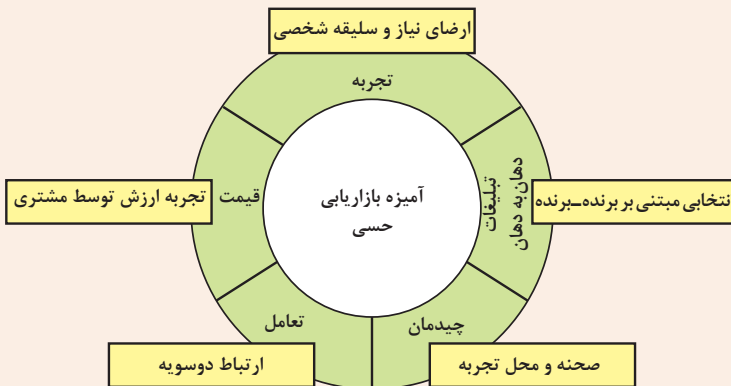 ارضای نیاز و سلیقه شخصی
تجربه
نتخابی مبتنی بر برنده–برنده
تبلیغات
دهان به دهان
آمیزه بازاریابی
حسی
قیمت
تجربه ارزش توسط مشتری
چیدمان
تعامل
صحنه و محل تجربه
ارتباط دوسویه